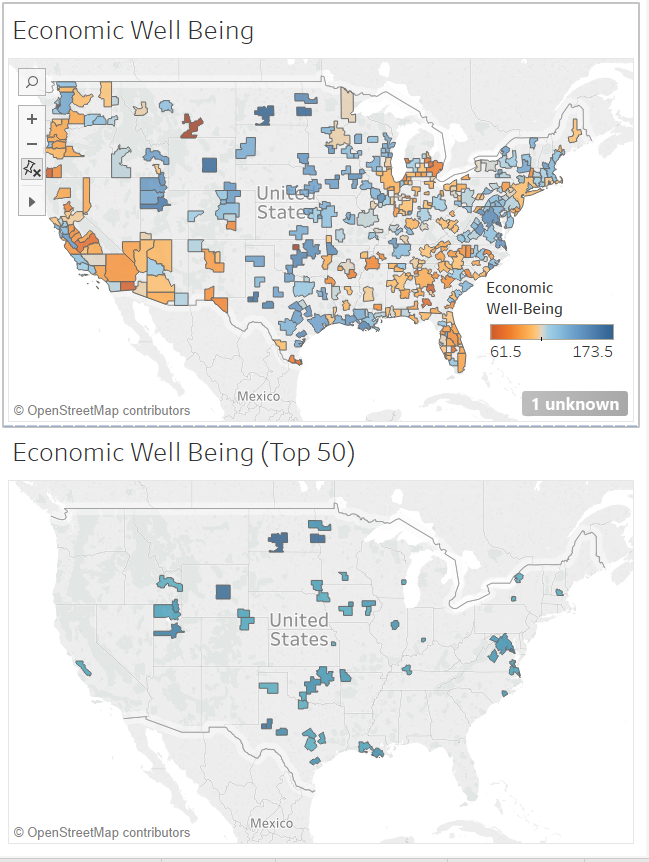 Economic Well Being
United
States
Economic
Well-Being
61.5
173.5
Mexico
1 unknown
© OpenStreetMap contributors
Economic Well Being (Top 50)
United
States
Mexico
© OpenStreetMap contributors